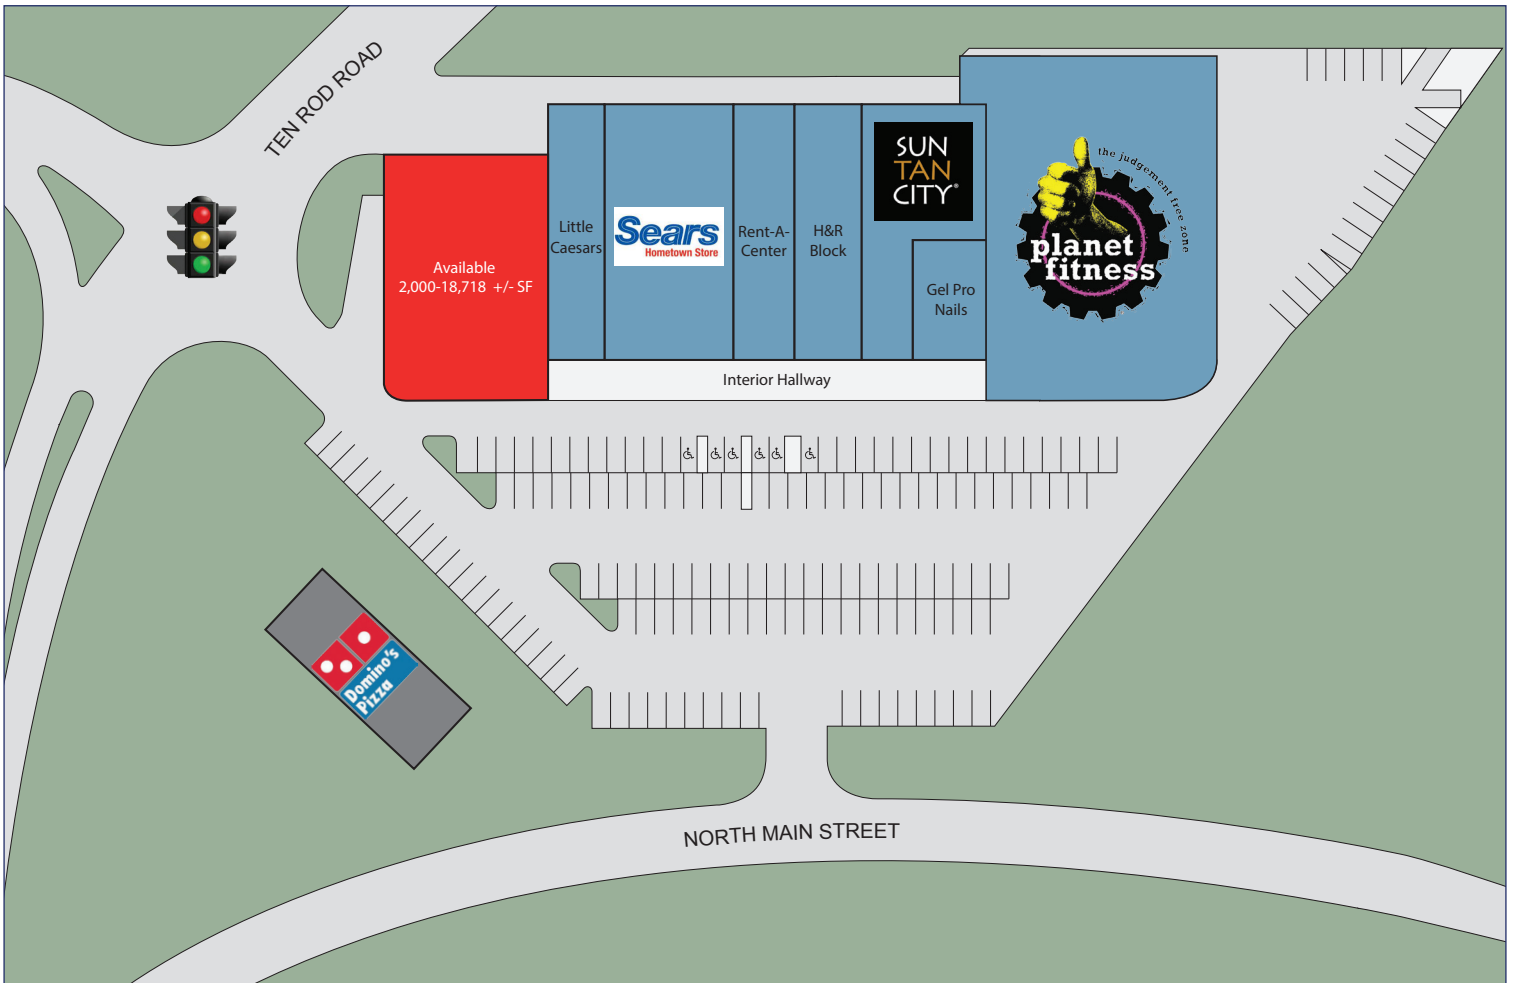 TEN ROD ROAD
Available
2,000-18,718 +/- SF
Little
Caesars
Sears
Hometown Store
Rent-A-
Center
H&R
Block
SUN
TAN
CITY®
Gel Pro
Nails
the judgement free zone
planet
fitness
Interior Hallway
Domino's
Pizza
NORTH MAIN STREET